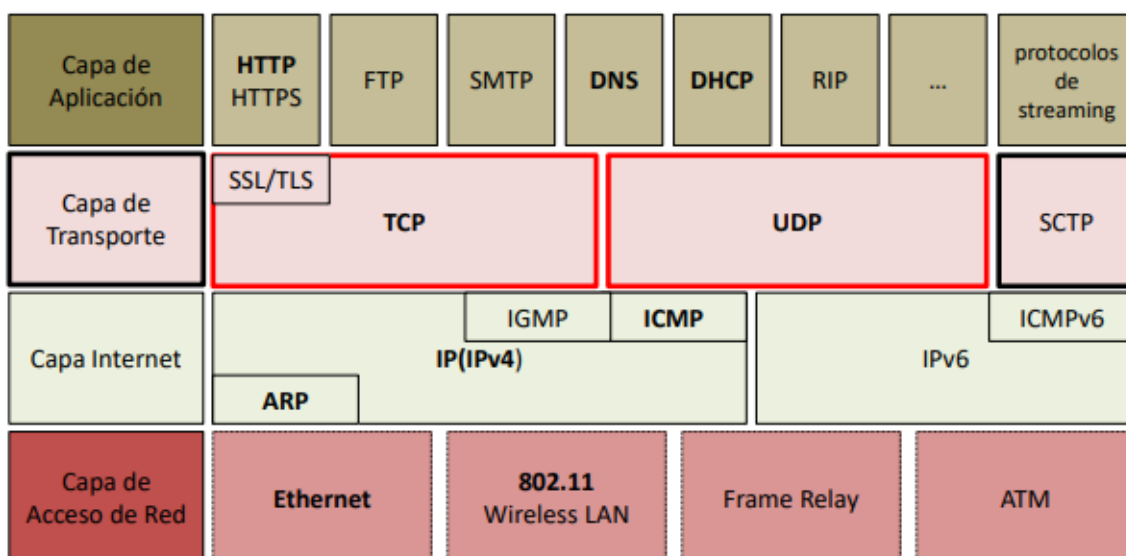 Capa de
Aplicación
HTTP
HTTPS
FTP
SMTP
DNS
DHCP
RIP
...
protocolos
de
streaming
Capa de
Transporte
SSL/TLS
TCP
UDP
SCTP
Capa Internet
IGMP
ICMP
IP(IPv4)
ARP
ICMPv6
IPv6
Capa de
Acceso de Red
Ethernet
802.11
Wireless LAN
Frame Relay
ATM